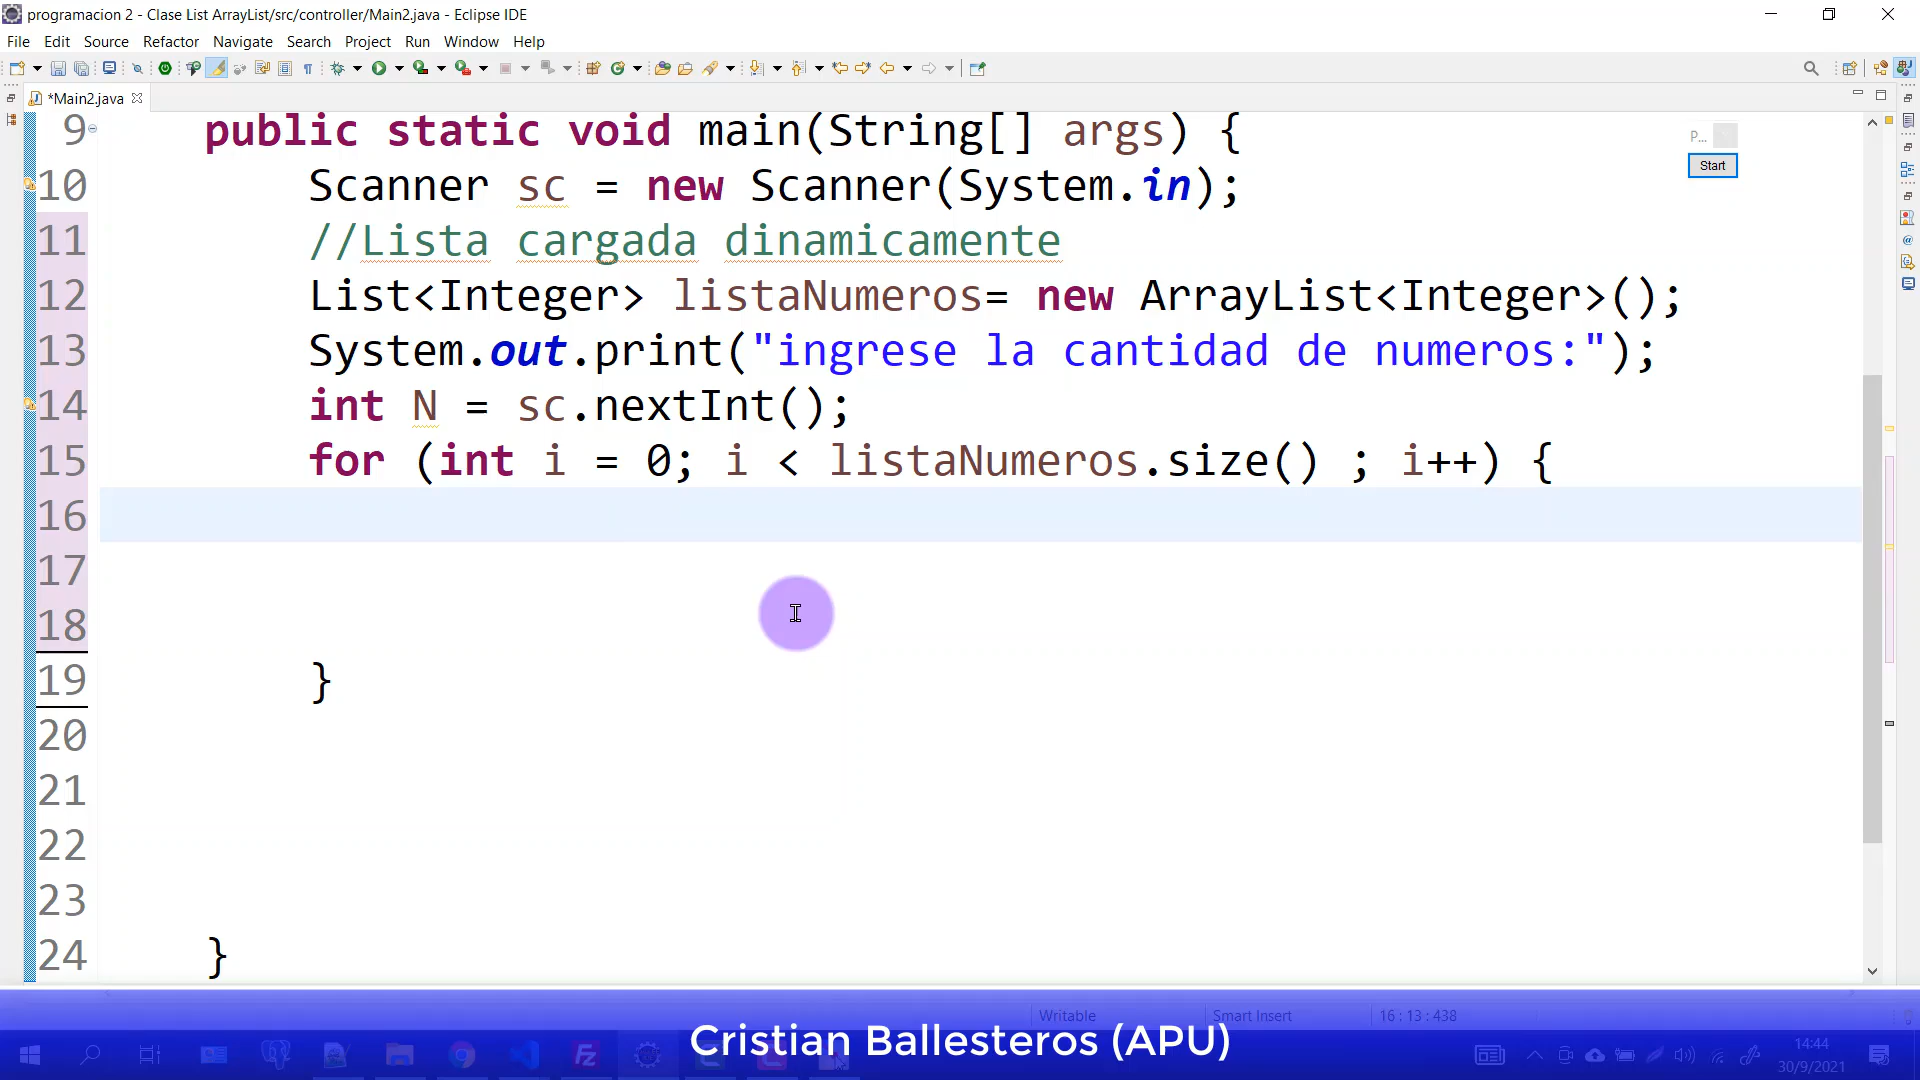 programacion 2 - Clase List ArrayList/src/controller/Main2.java - Eclipse IDE
File Edit Source Refactor Navigate Search Project Run Window Help
*Main2.java
9 public static void main(String[] args) {
P...
10 Scanner sc = new Scanner(System.in);
Start
11 //Lista cargada dinamicamente
12 List<Integer> listaNumeros= new ArrayList<Integer>();
13 System.out.print("ingrese la cantidad de numeros:");
14 int N = sc.nextInt();
15 for (int i = 0; i < listaNumeros.size() ; i++) {
16
17
18
19 }
20
21
22
23
24 }
Writable Smart Insert 16 : 13 : 438
Cristian Ballesteros (APU)
14:44
30/9/2021